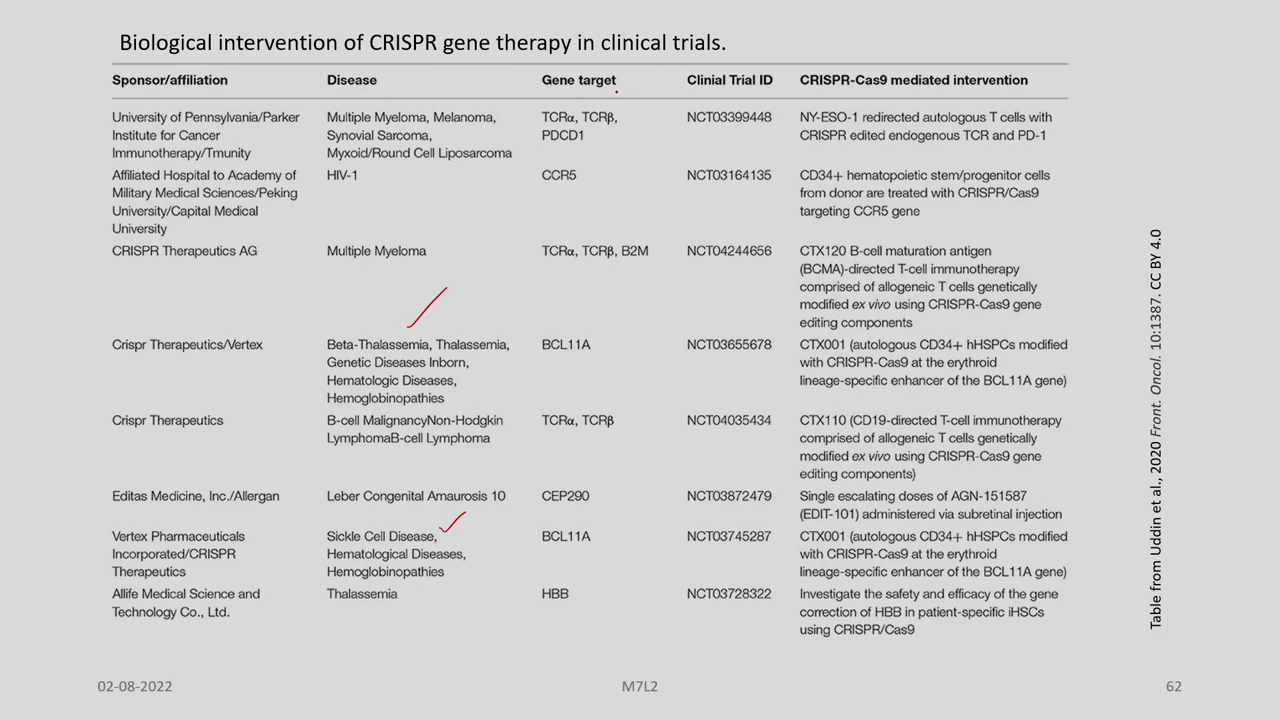 Biological intervention of CRISPR gene therapy in clinical trials.
Sponsor/affiliation Disease Gene target Clinial Trial ID CRISPR-Cas9 mediated intervention
University of Pennsylvania/Parker Multiple Myeloma, Melanoma, TCRα, TCRβ, NCT03399448 NY-ESO-1 redirected autologous T cells with
Institute for Cancer Synovial Sarcoma, PDCD1 CRISPR edited endogenous TCR and PD-1
Immunotherapy/Tmunity Myxoid/Round Cell Liposarcoma
Affiliated Hospital to Academy of HIV-1 CCR5 NCT03164135 CD34+ hematopoietic stem/progenitor cells
Military Medical Sciences/Peking from donor are treated with CRISPR/Cas9
University/Capital Medical targeting CCR5 gene
University
CRISPR Therapeutics AG Multiple Myeloma TCRα, TCRβ, B2M NCT04244656 CTX120 B-cell maturation antigen
(BCMA)-directed T-cell immunotherapy
comprised of allogeneic T cells genetically
modified ex vivo using CRISPR-Cas9 gene
editing components
Crispr Therapeutics/Vertex Beta-Thalassemia, Thalassemia, BCL11A NCT03655678 CTX001 (autologous CD34+ hHSPCs modified
Genetic Diseases Inborn, with CRISPR-Cas9 at the erythroid
Hematologic Diseases, lineage-specific enhancer of the BCL11A gene)
Hemoglobinopathies
Crispr Therapeutics B-cell MalignancyNon-Hodgkin TCRα, TCRβ NCT04035434 CTX110 (CD19-directed T-cell immunotherapy
LymphomaB-cell Lymphoma comprised of allogeneic T cells genetically
modified ex vivo using CRISPR-Cas9 gene
editing components)
Editas Medicine, Inc./Allergan Leber Congenital Amaurosis 10 CEP290 NCT03872479 Single escalating doses of AGN-151587
(EDIT-101) administered via subretinal injection
Vertex Pharmaceuticals Sickle Cell Disease, BCL11A NCT03745287 CTX001 (autologous CD34+ hHSPCs modified
Incorporated/CRISPR Hematological Diseases, with CRISPR-Cas9 at the erythroid
Therapeutics Hemoglobinopathies lineage-specific enhancer of the BCL11A gene)
Allife Medical Science and Thalassemia HBB NCT03728322 Investigate the safety and efficacy of the gene
Technology Co., Ltd. correction of HBB in patient-specific iHSCs
using CRISPR/Cas9
Table from Uddin et al., 2020 Front. Oncol. 10:1387. CC BY 4.0
02-08-2022 M7L2 62